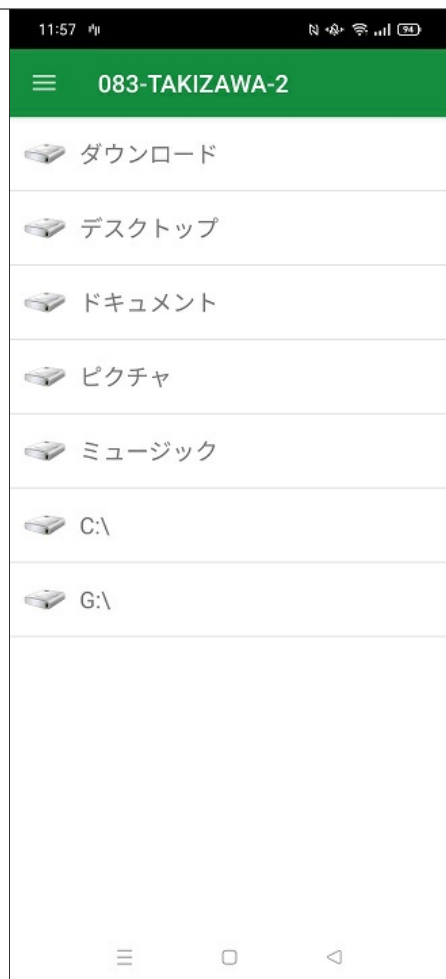 11:57
94
083-TAKIZAWA-2
ダウンロード
デスクトップ
ドキュメント
ピクチャ
ミュージック
C:\
G:\